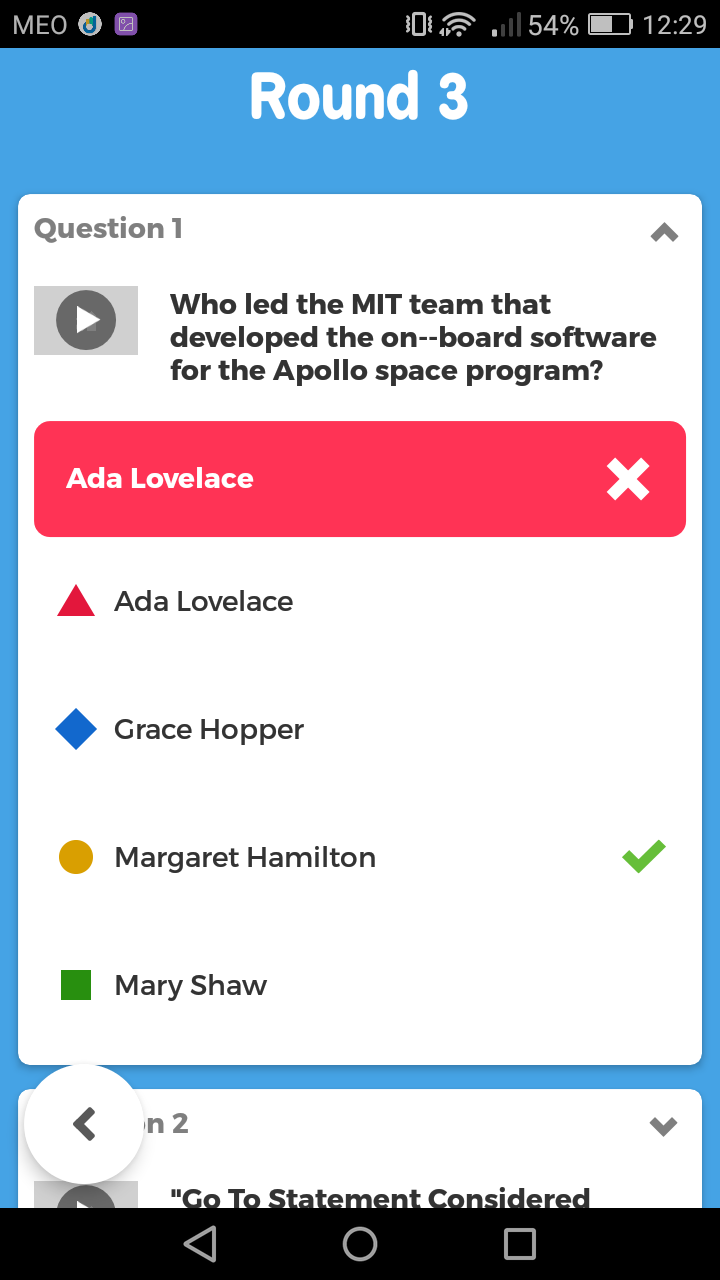 MEO 54% 12:29
Round 3
Question 1
Who led the MIT team that
developed the on--board software
for the Apollo space program?
Ada Lovelace
Ada Lovelace
Grace Hopper
Margaret Hamilton
Mary Shaw
n 2
"Go To Statement Considered